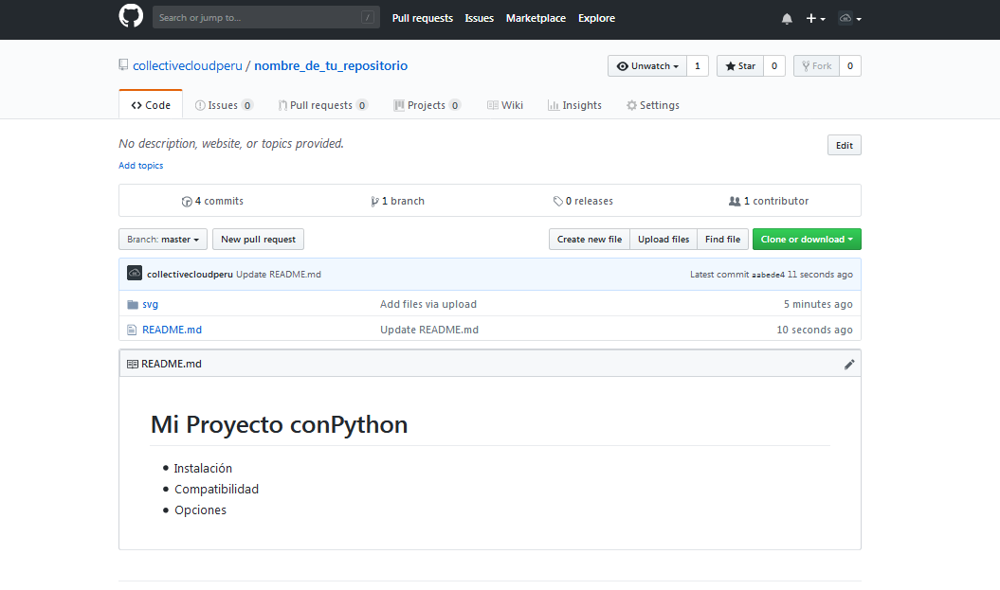 Search or jump to... / Pull requests Issues Marketplace Explore
collectivecloudperu / nombre_de_tu_repositorio Unwatch 1 Star 0 Fork 0
Code Issues 0 Pull requests 0 Projects 0 Wiki Insights Settings
No description, website, or topics provided. Edit
Add topics
4 commits 1 branch 0 releases 1 contributor
Branch: master New pull request Create new file Upload files Find file Clone or download
collectivecloudperu Update README.md Latest commit aabede4 11 seconds ago
svg Add files via upload 5 minutes ago
README.md Update README.md 10 seconds ago
README.md
Mi Proyecto conPython
Instalación
Compatibilidad
Opciones